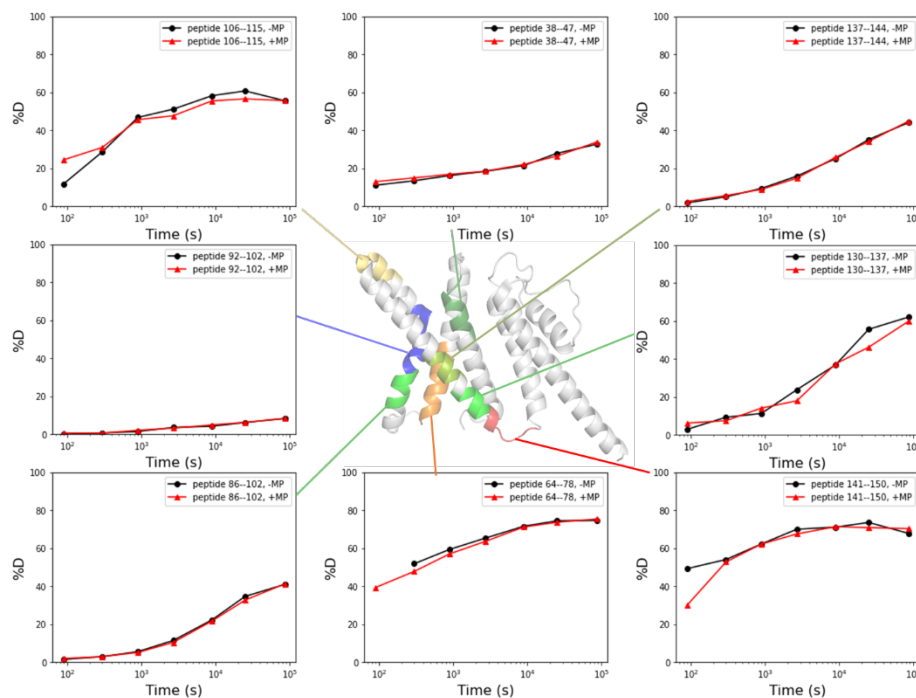 peptide 106--115, -MP
peptide 106--115, +MP
100
80
60
40
20
0
%D
10² 10³ 10⁴ 10⁵
Time (s)
peptide 38--47, -MP
peptide 38--47, +MP
100
80
60
40
20
0
%D
10² 10³ 10⁴ 10⁵
Time (s)
peptide 137--144, -MP
peptide 137--144, +MP
100
80
60
40
20
0
%D
10² 10³ 10⁴ 10⁵
Time (s)
peptide 92--102, -MP
peptide 92--102, +MP
100
80
60
40
20
0
%D
10² 10³ 10⁴ 10⁵
Time (s)
peptide 130--137, -MP
peptide 130--137, +MP
100
80
60
40
20
0
%D
10² 10³ 10⁴ 10⁵
Time (s)
peptide 86--102, -MP
peptide 86--102, +MP
100
80
60
40
20
0
%D
10² 10³ 10⁴ 10⁵
Time (s)
peptide 64--78, -MP
peptide 64--78, +MP
100
80
60
40
20
0
%D
10² 10³ 10⁴ 10⁵
Time (s)
peptide 141--150, -MP
peptide 141--150, +MP
100
80
60
40
20
0
%D
10² 10³ 10⁴ 10⁵
Time (s)